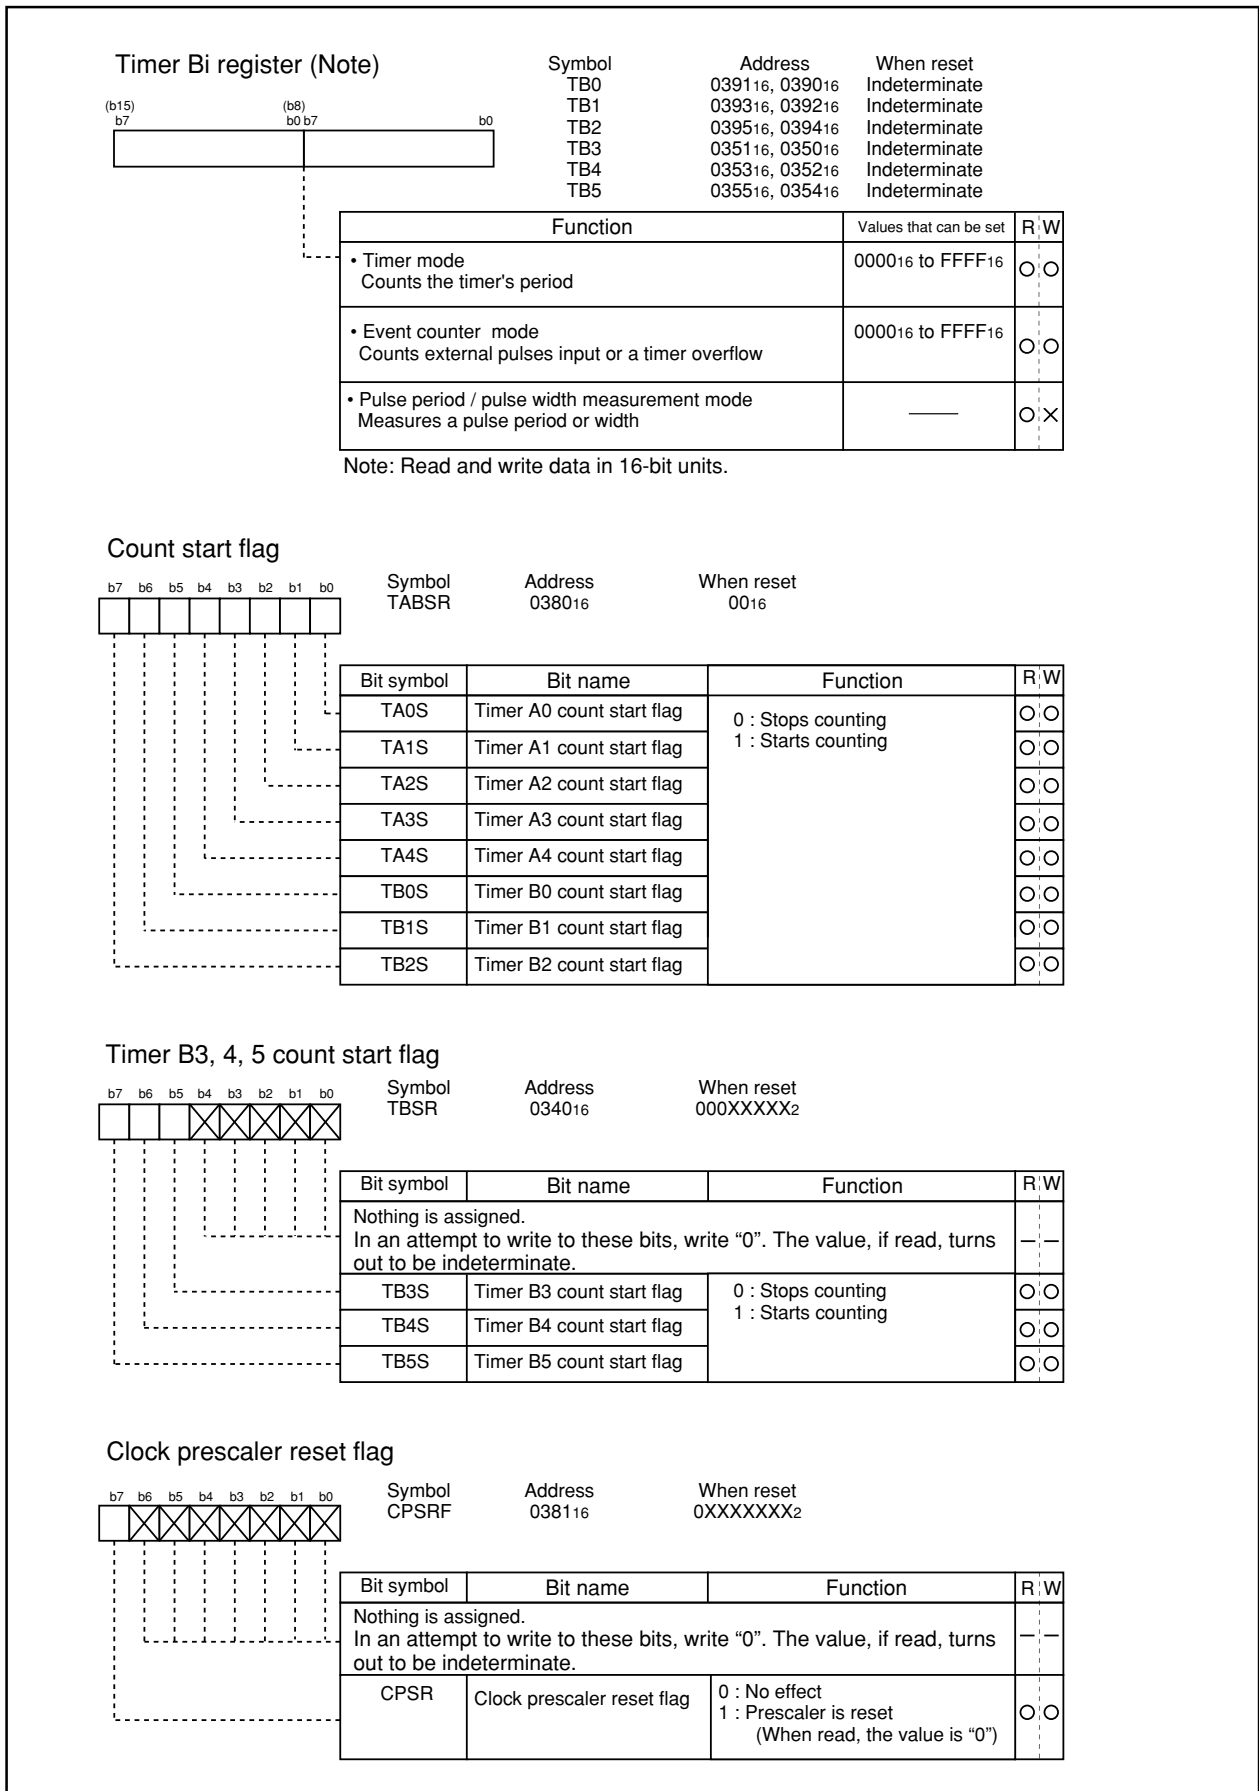 Timer Bi register (Note)
Symbol Address When reset
TB0 039116, 039016 Indeterminate
TB1 039316, 039216 Indeterminate
TB2 039516, 039416 Indeterminate
TB3 035116, 035016 Indeterminate
TB4 035316, 035216 Indeterminate
TB5 035516, 035416 Indeterminate
(b15) (b8)
b7 b0 b7 b0
Function Values that can be set R W
• Timer mode 000016 to FFFF16
Counts the timer's period
• Event counter mode 000016 to FFFF16
Counts external pulses input or a timer overflow
• Pulse period / pulse width measurement mode
Measures a pulse period or width
Note: Read and write data in 16-bit units.
Count start flag
Symbol Address When reset
TABSR 038016 0016
b7 b6 b5 b4 b3 b2 b1 b0
Bit symbol Bit name Function R W
TA0S Timer A0 count start flag 0 : Stops counting
1 : Starts counting
TA1S Timer A1 count start flag
TA2S Timer A2 count start flag
TA3S Timer A3 count start flag
TA4S Timer A4 count start flag
TB0S Timer B0 count start flag
TB1S Timer B1 count start flag
TB2S Timer B2 count start flag
Timer B3, 4, 5 count start flag
Symbol Address When reset
TBSR 034016 000XXXXX2
b7 b6 b5 b4 b3 b2 b1 b0
Bit symbol Bit name Function R W
Nothing is assigned.
In an attempt to write to these bits, write “0”. The value, if read, turns
out to be indeterminate.
TB3S Timer B3 count start flag 0 : Stops counting
1 : Starts counting
TB4S Timer B4 count start flag
TB5S Timer B5 count start flag
Clock prescaler reset flag
Symbol Address When reset
CPSRF 038116 0XXXXXXX2
b7 b6 b5 b4 b3 b2 b1 b0
Bit symbol Bit name Function R W
Nothing is assigned.
In an attempt to write to these bits, write “0”. The value, if read, turns
out to be indeterminate.
CPSR Clock prescaler reset flag 0 : No effect
1 : Prescaler is reset
(When read, the value is “0”)